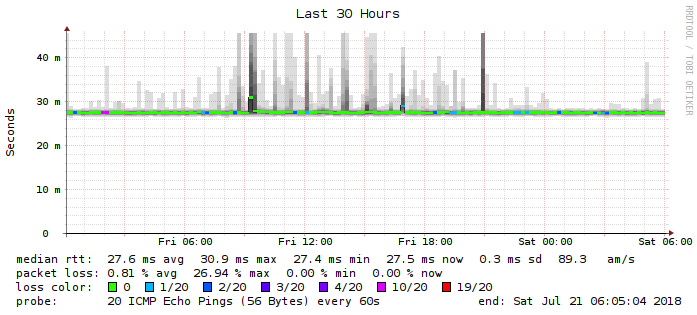 Last 30 Hours
RRDTOOL / TOBI OETIKER
Seconds
40 m
30 m
20 m
10 m
0
Fri 06:00 Fri 12:00 Fri 18:00 Sat 00:00 Sat 06:00
median rtt: 27.6 ms avg 30.9 ms max 27.4 ms min 27.5 ms now 0.3 ms sd 89.3 am/s
packet loss: 0.81 % avg 26.94 % max 0.00 % min 0.00 % now
loss color: 0 1/20 2/20 3/20 4/20 10/20 19/20
probe: 20 ICMP Echo Pings (56 Bytes) every 60s end: Sat Jul 21 06:05:04 2018